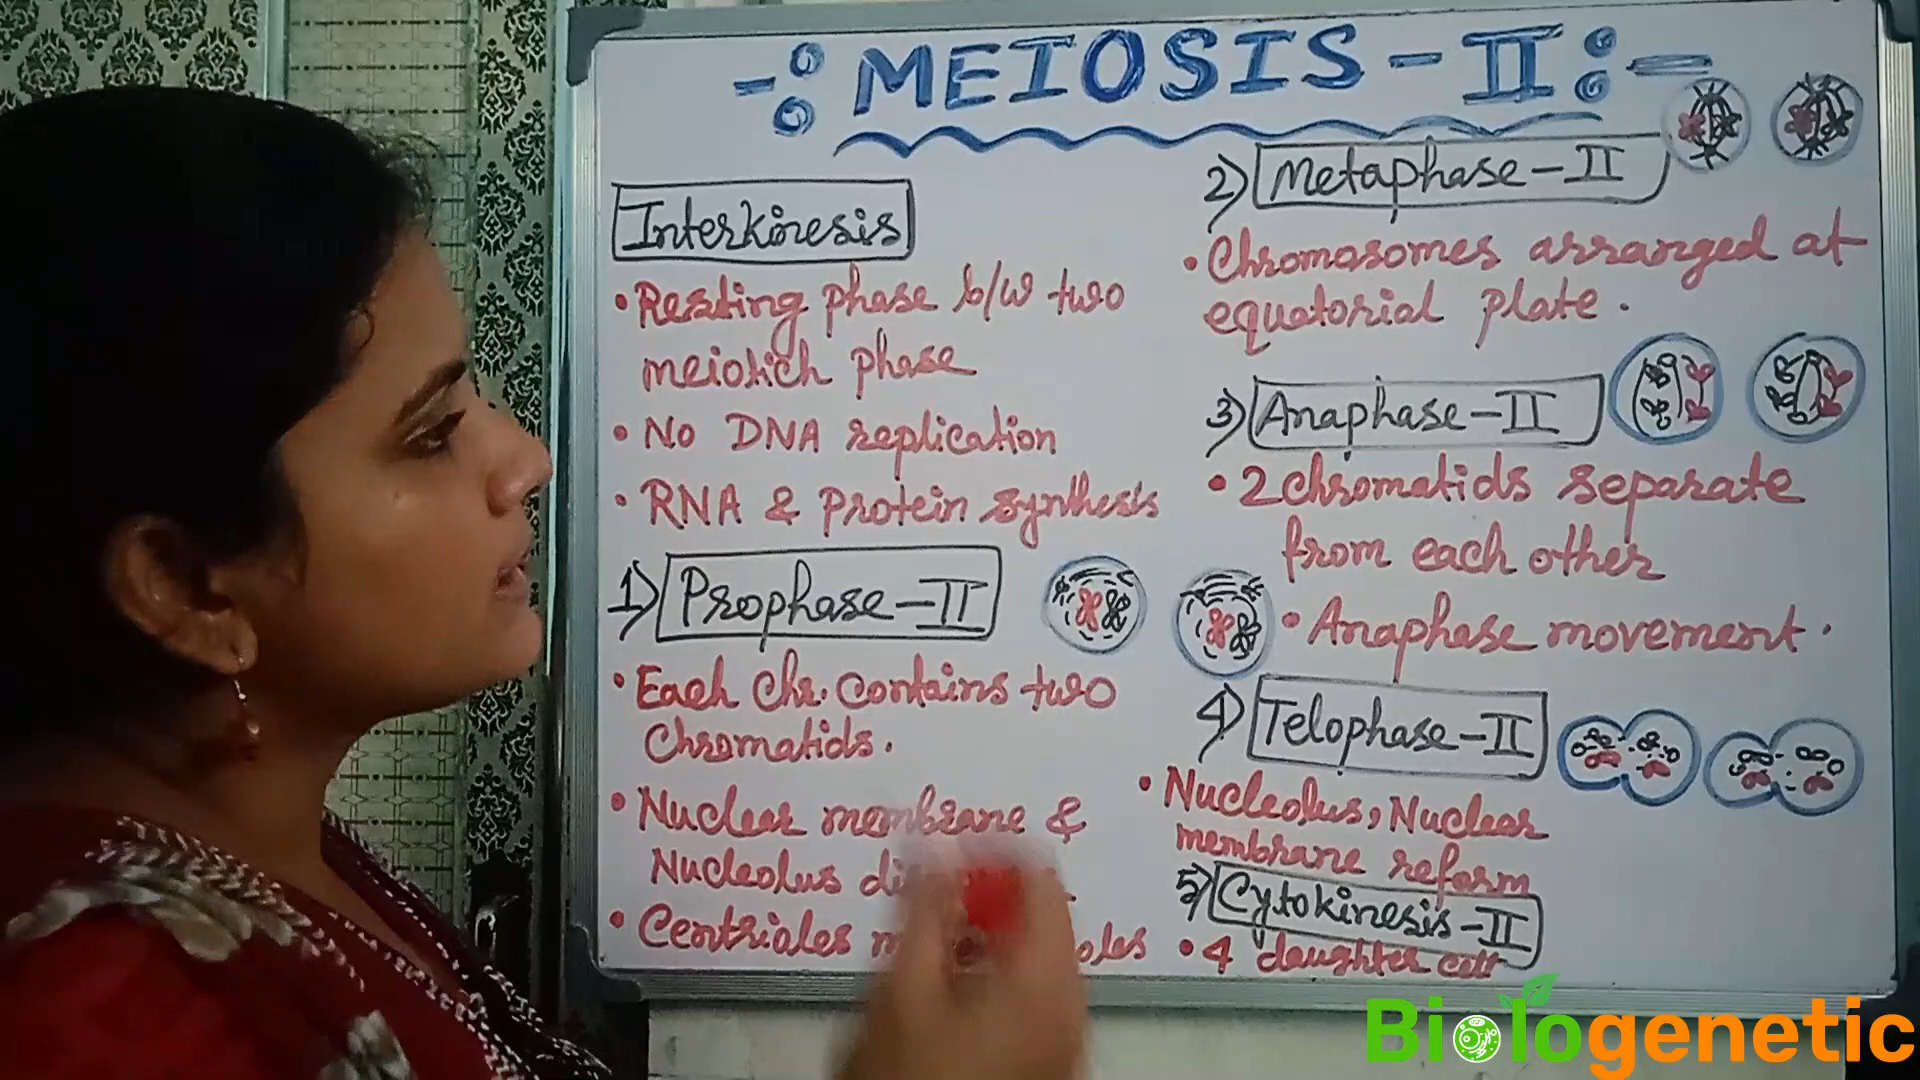 -: MEIOSIS-II :-
Interkinesis
• Resting phase b/w two
meiotich phase
• No DNA replication
• RNA & Protein synthesis
1) Prophase-II
• Each Chr. Contains two
Chromatids.
• Nuclear membrane &
Nucleolus
• Centrioles
2) Metaphase-II
• Chromosomes arranged at
equatorial plate.
3) Anaphase-II
• 2 chromatids separate
from each other
• Anaphase movement.
4) Telophase-II
• Nucleolus, Nuclear
membrane reform
5) Cytokinesis-II
• 4 daughter cell
Biologenetic